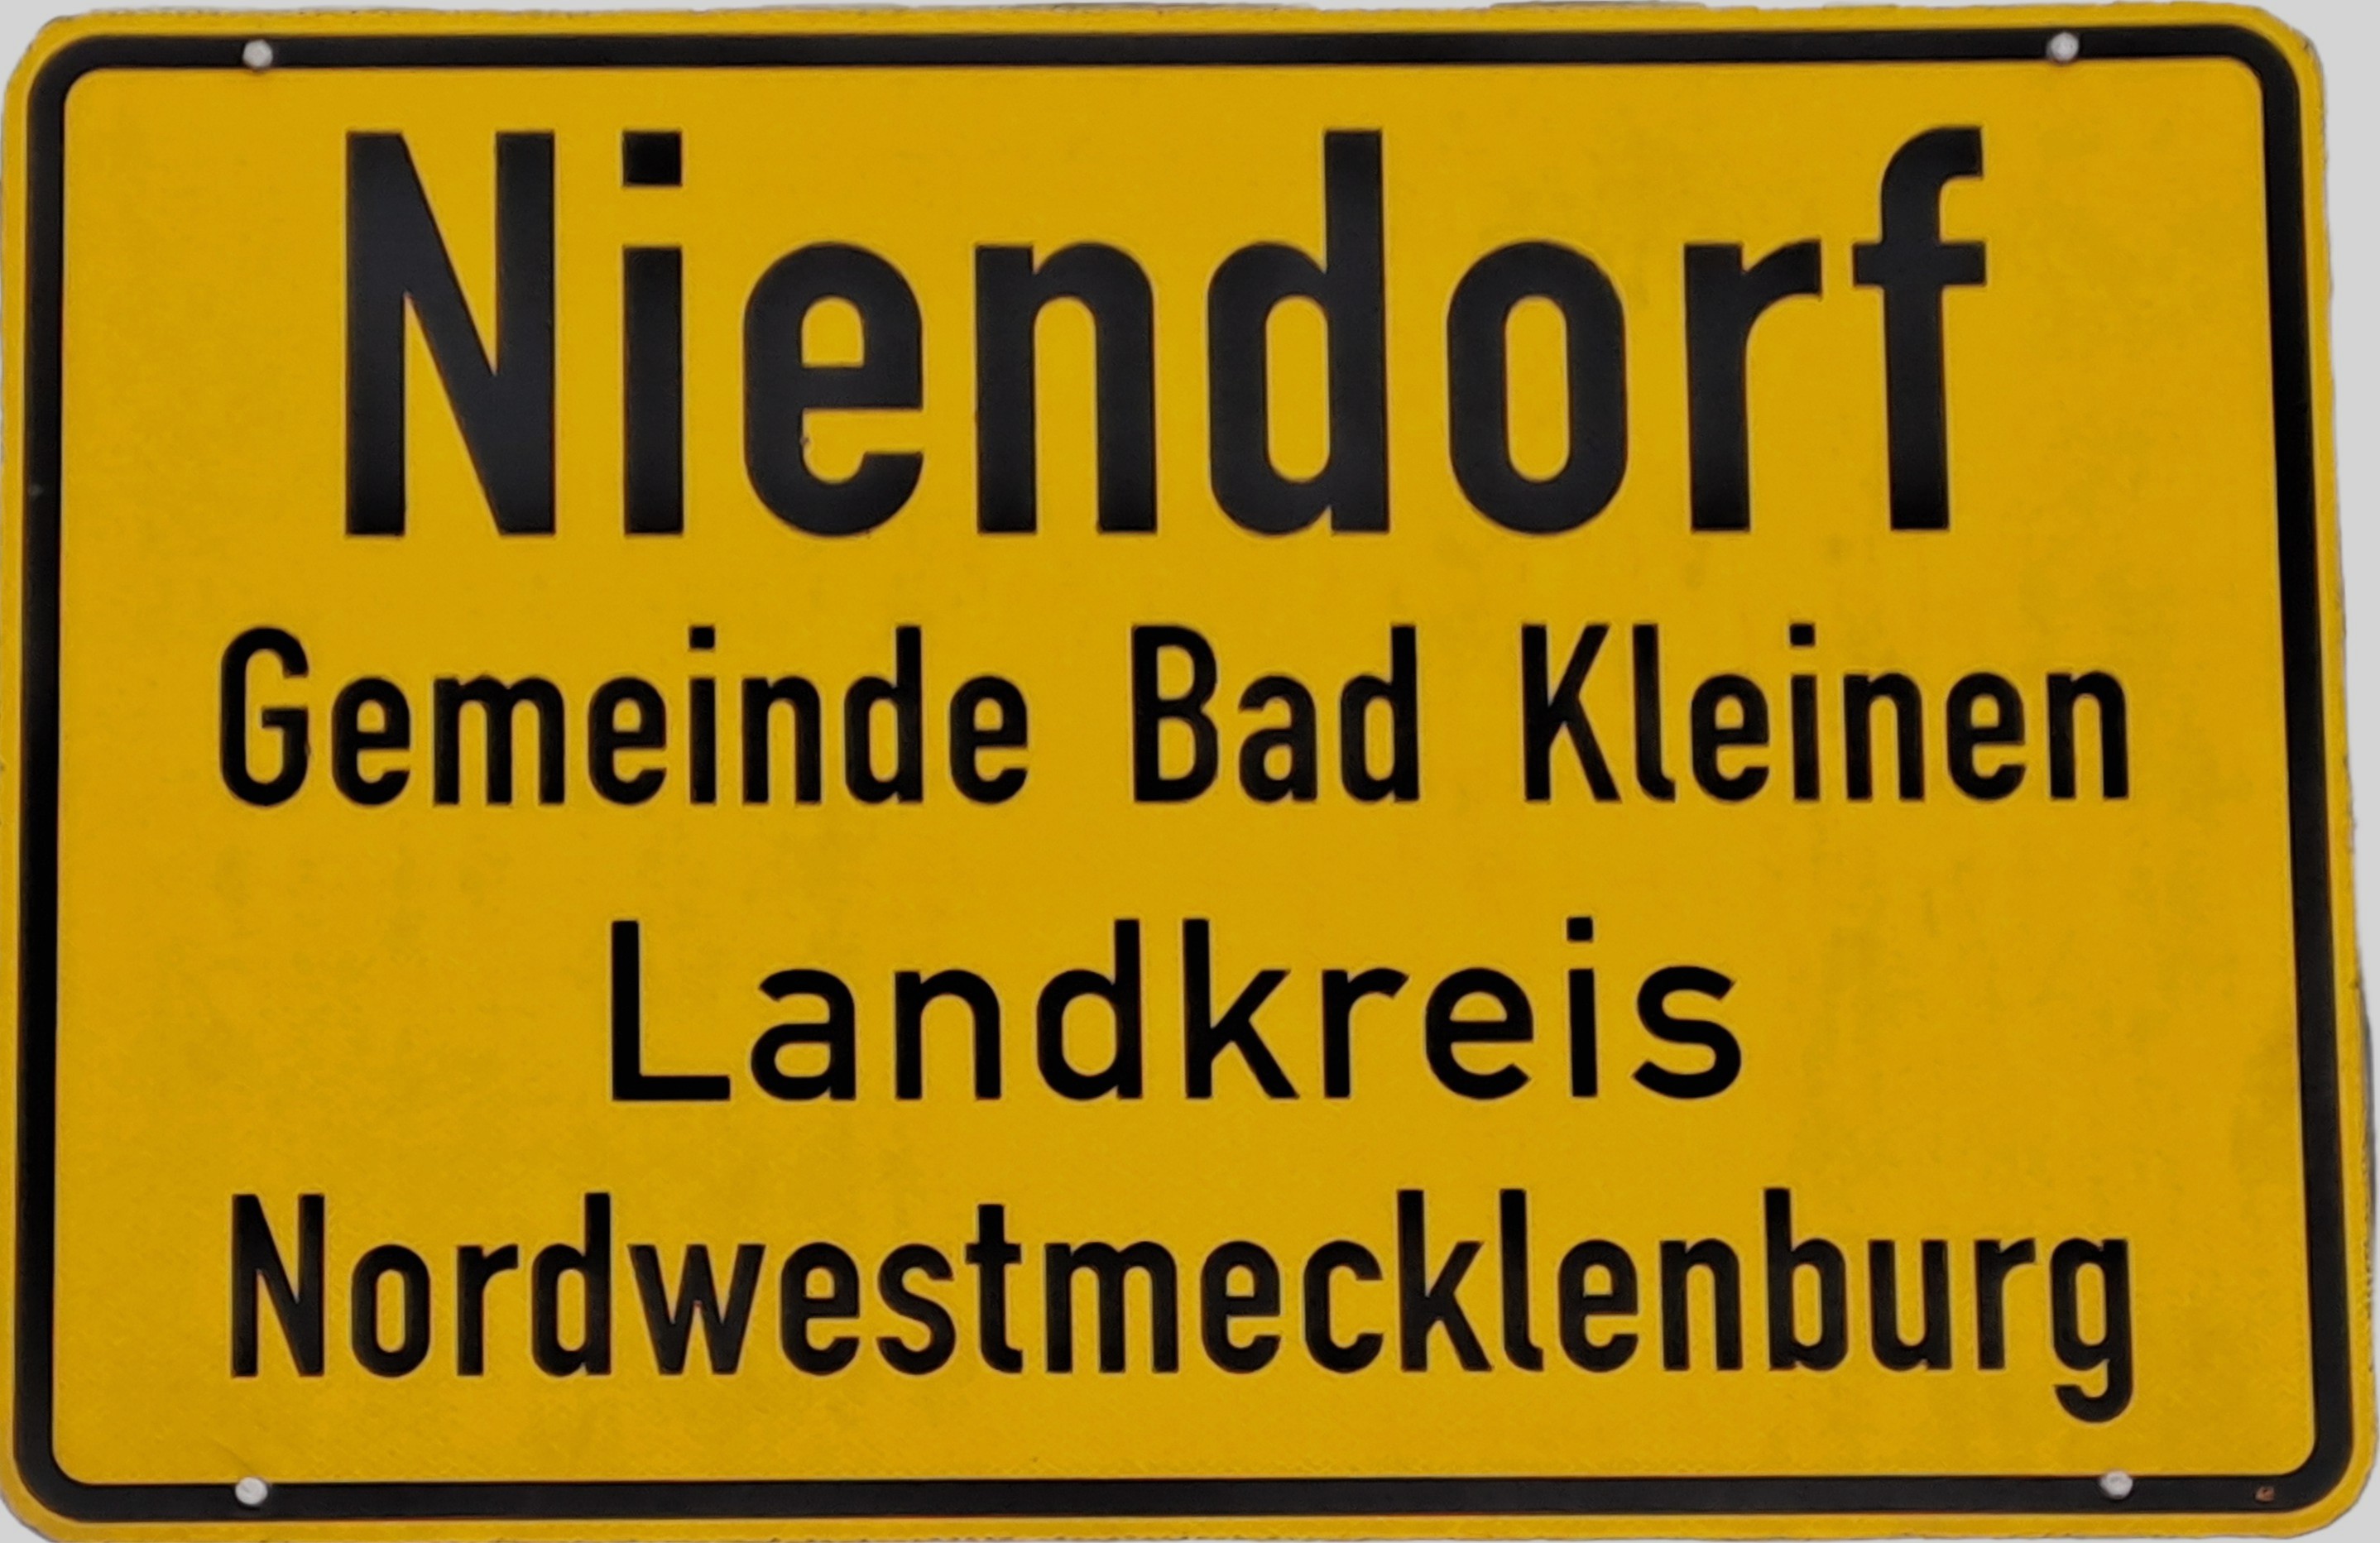 Niendorf
Gemeinde Bad Kleinen
Landkreis
Nordwestmecklenburg